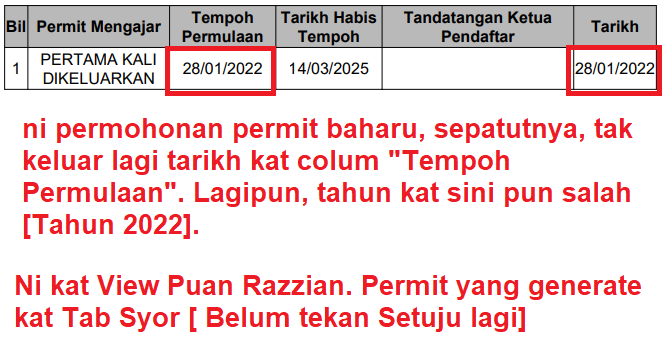 Bil Permit Mengajar Tempoh Permulaan Tarikh Habis Tempoh Tandatangan Ketua Pendaftar Tarikh
1 PERTAMA KALI DIKELUARKAN 28/01/2022 14/03/2025 28/01/2022
ni permohonan permit baharu, sepatutnya, tak
keluar lagi tarikh kat colum "Tempoh
Permulaan". Lagipun, tahun kat sini pun salah
[Tahun 2022].
Ni kat View Puan Razzian. Permit yang generate
kat Tab Syor [ Belum tekan Setuju lagi]